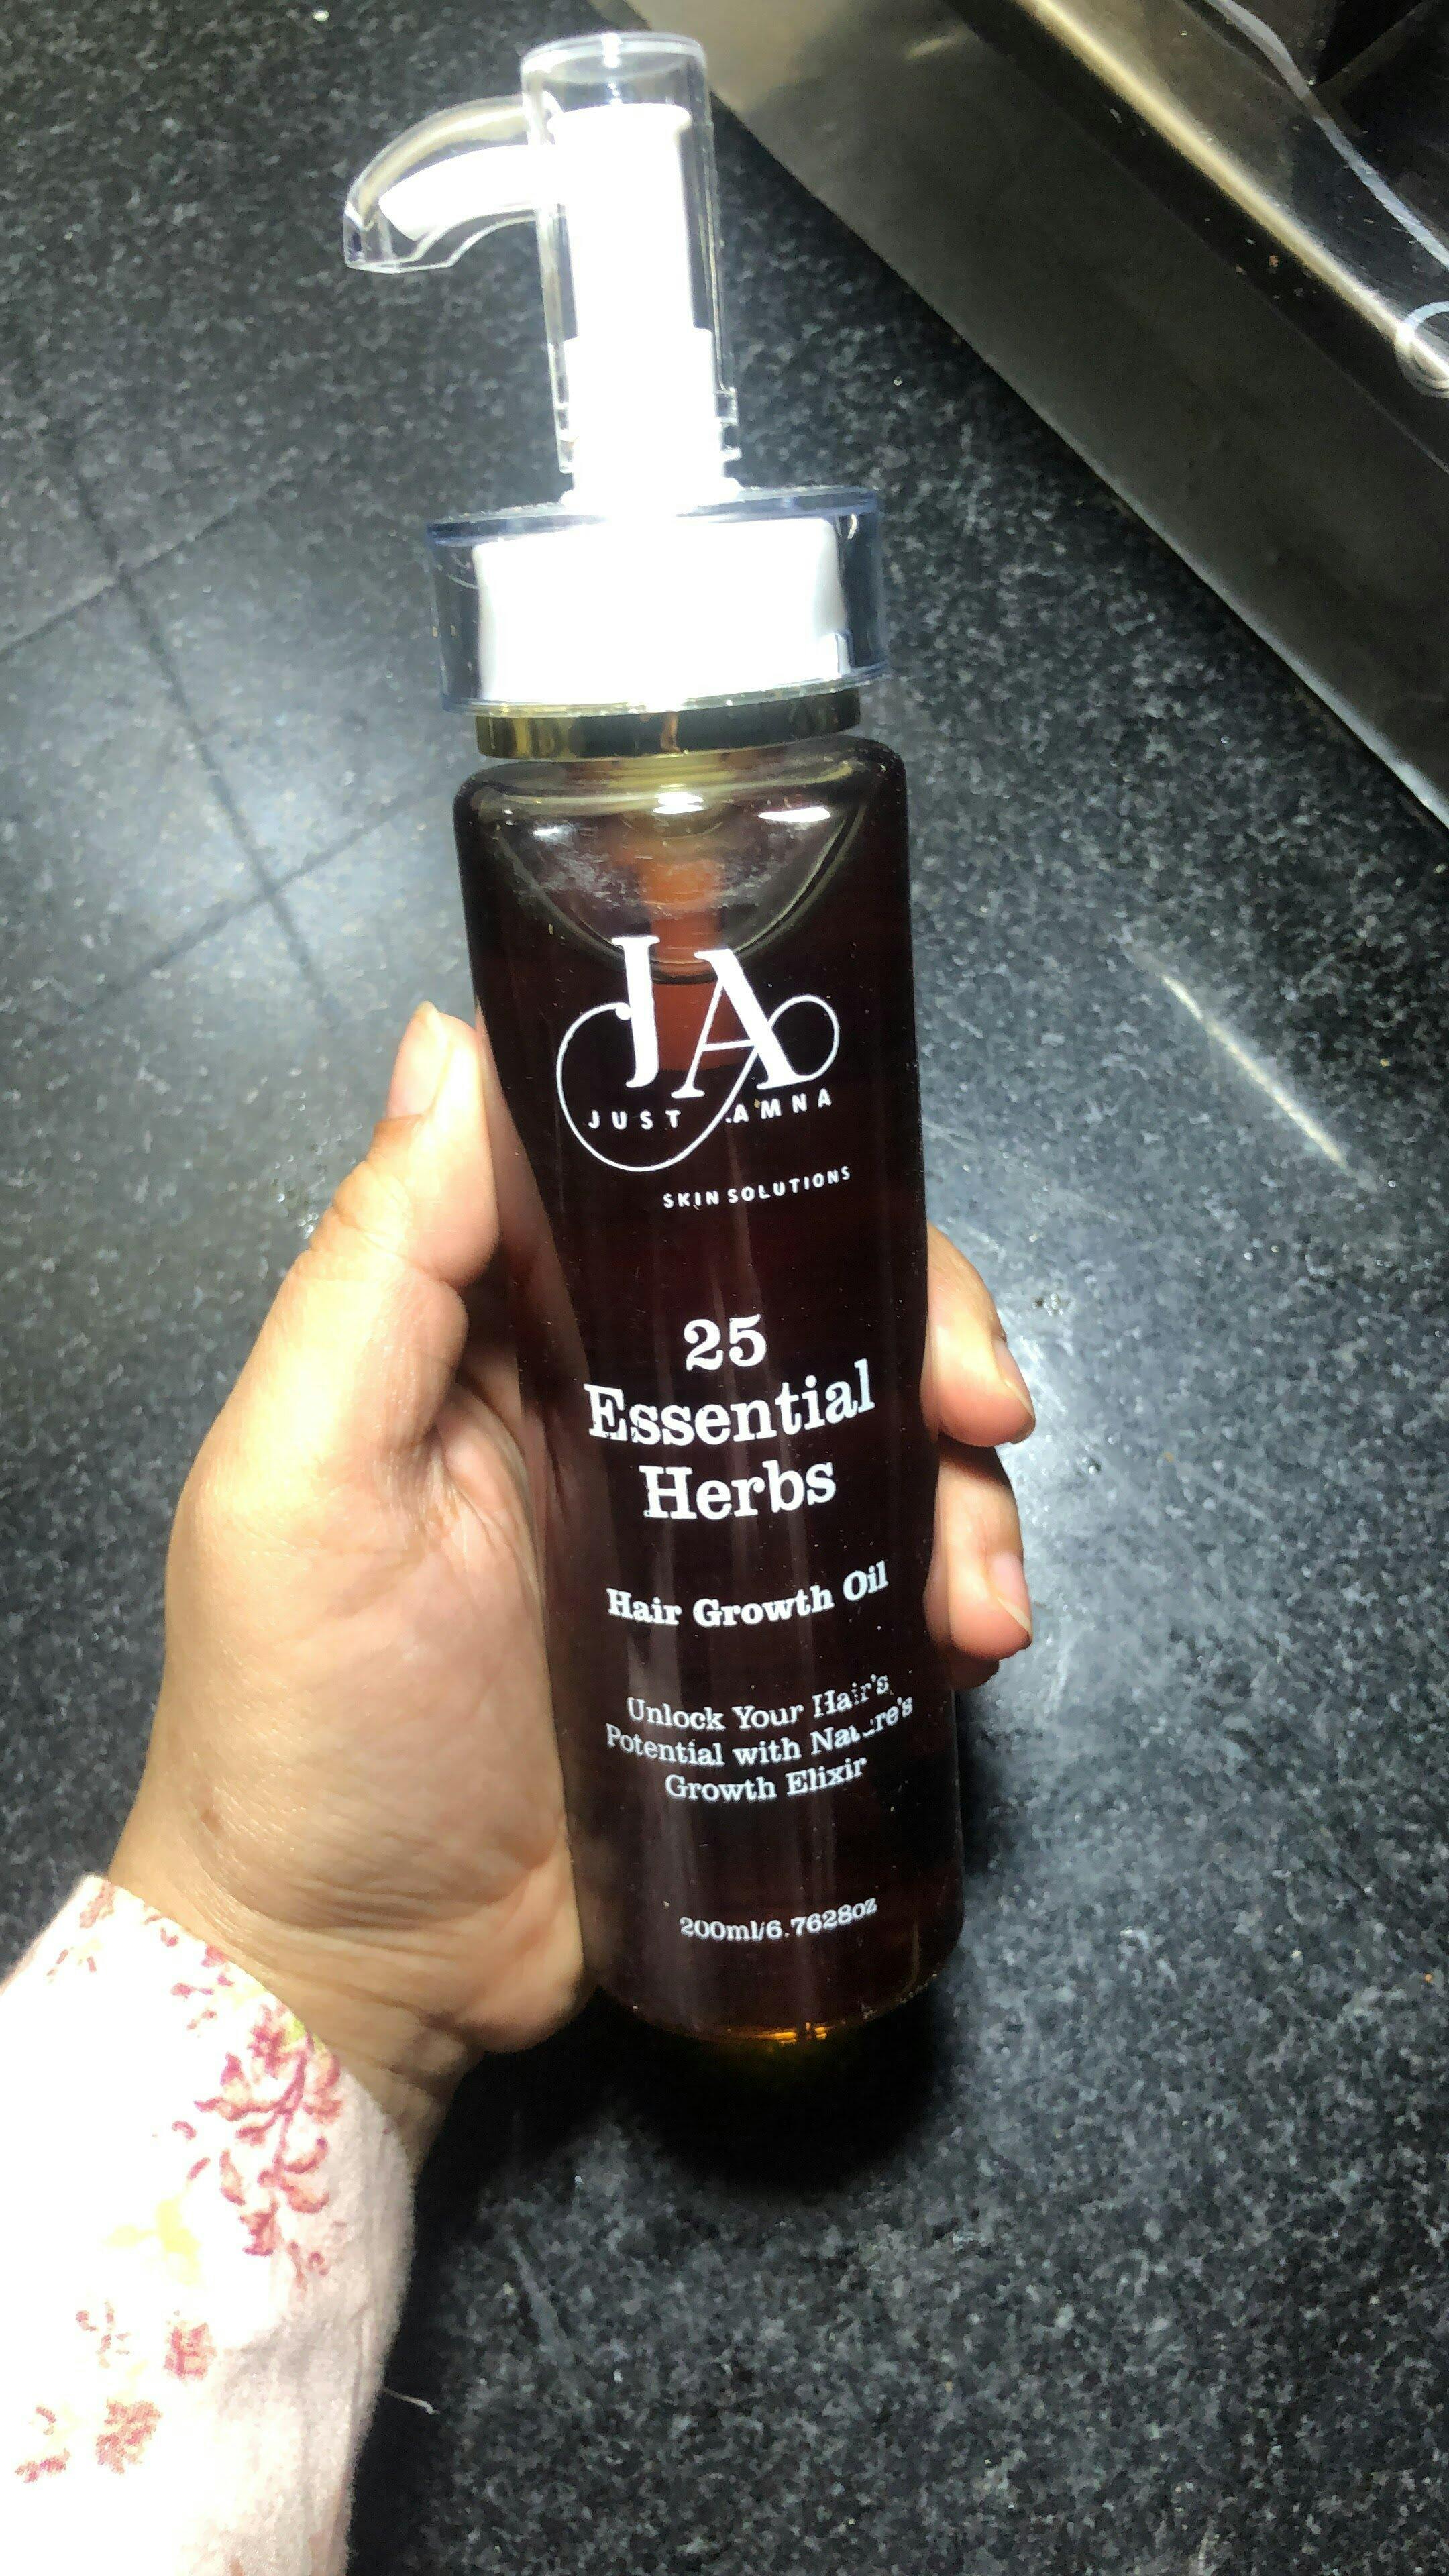 JA
JUST AMNA
SKIN SOLUTIONS
25
Essential
Herbs
Hair Growth Oil
Unlock Your Hair's
Potential with Nature's
Growth Elixir
200ml/6.7628oz